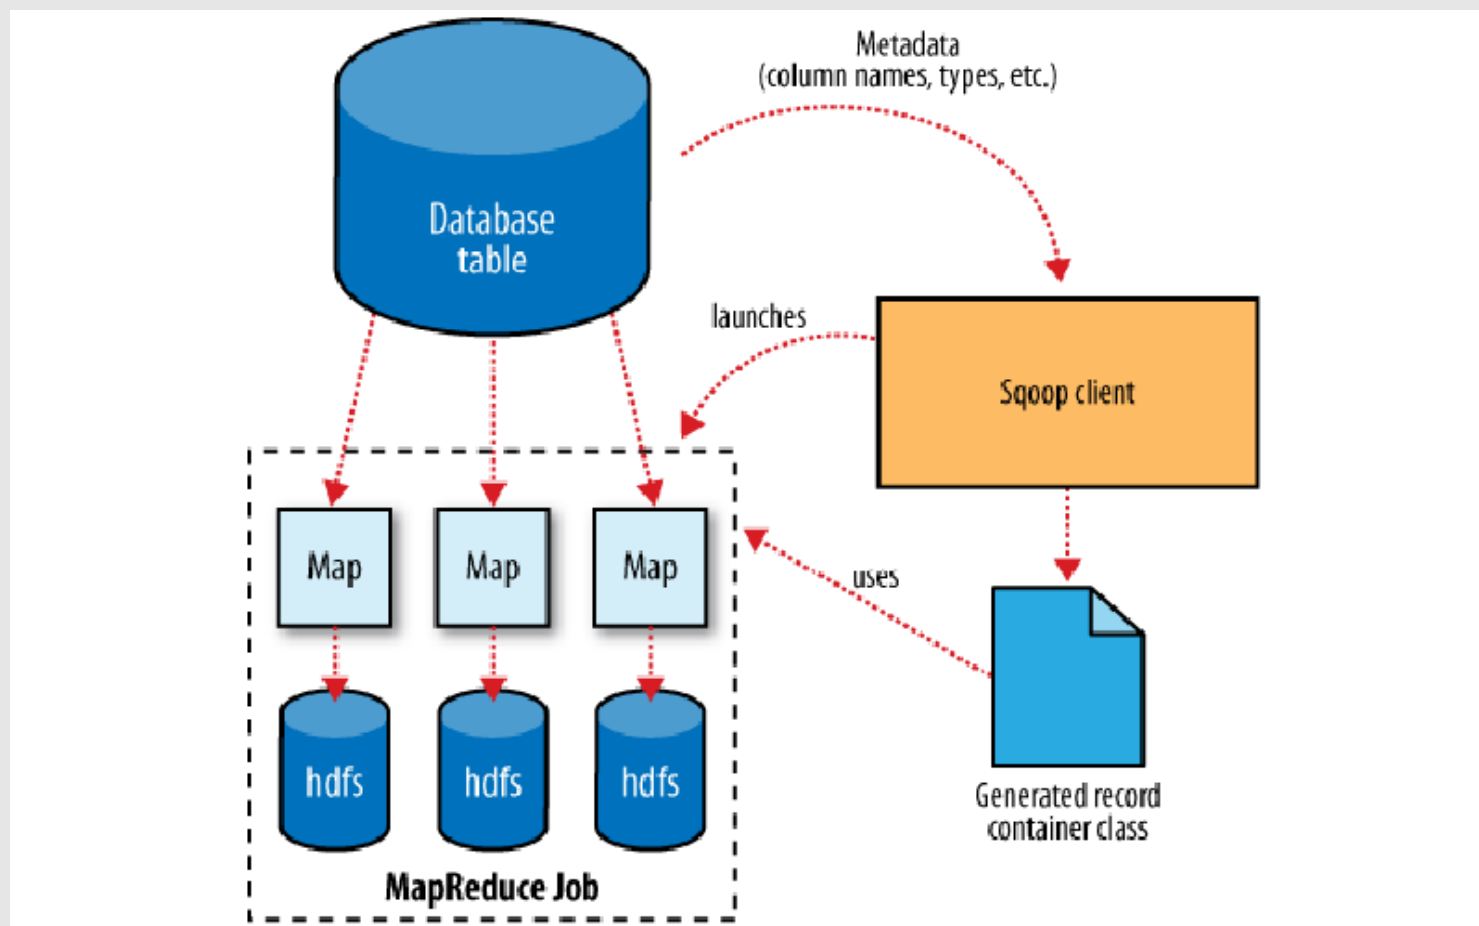 Metadata
(column names, types, etc.)
Database
table
launches
Sqoop client
Map
Map
Map
uses
hdfs
hdfs
hdfs
Generated record
container class
MapReduce Job